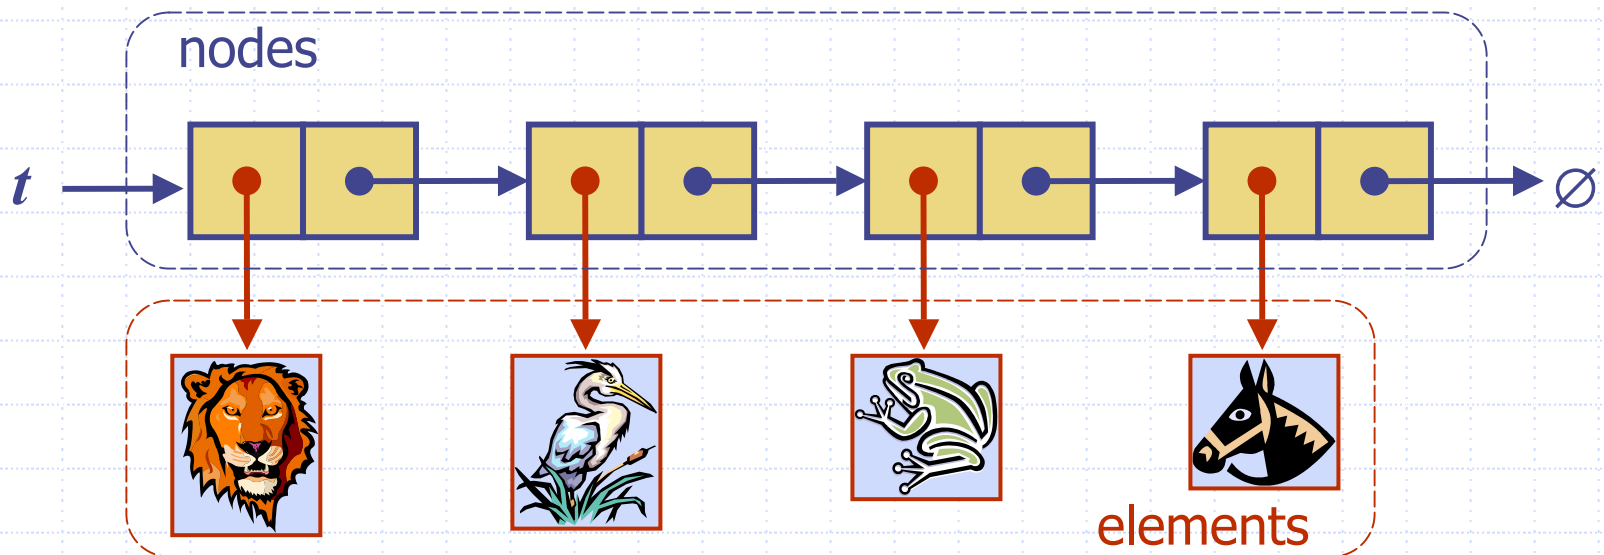 nodes
t
∅
elements